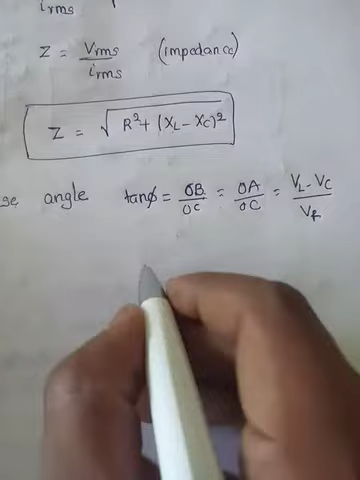 irms
Z = Vrms / irms (impedance)
Z = √R²+(XL-XC)²
angle tanφ = OB/OC = OA/OC = VL-VC/VR